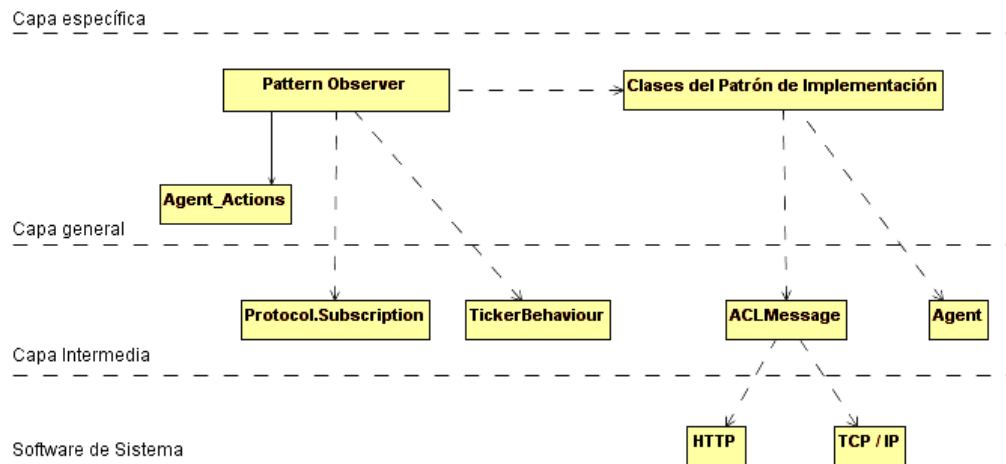 Capa específica
Pattern Observer
Clases del Patrón de Implementación
Agent_Actions
Capa general
Protocol.Subscription
TickerBehaviour
ACLMessage
Agent
Capa Intermedia
HTTP
TCP / IP
Software de Sistema